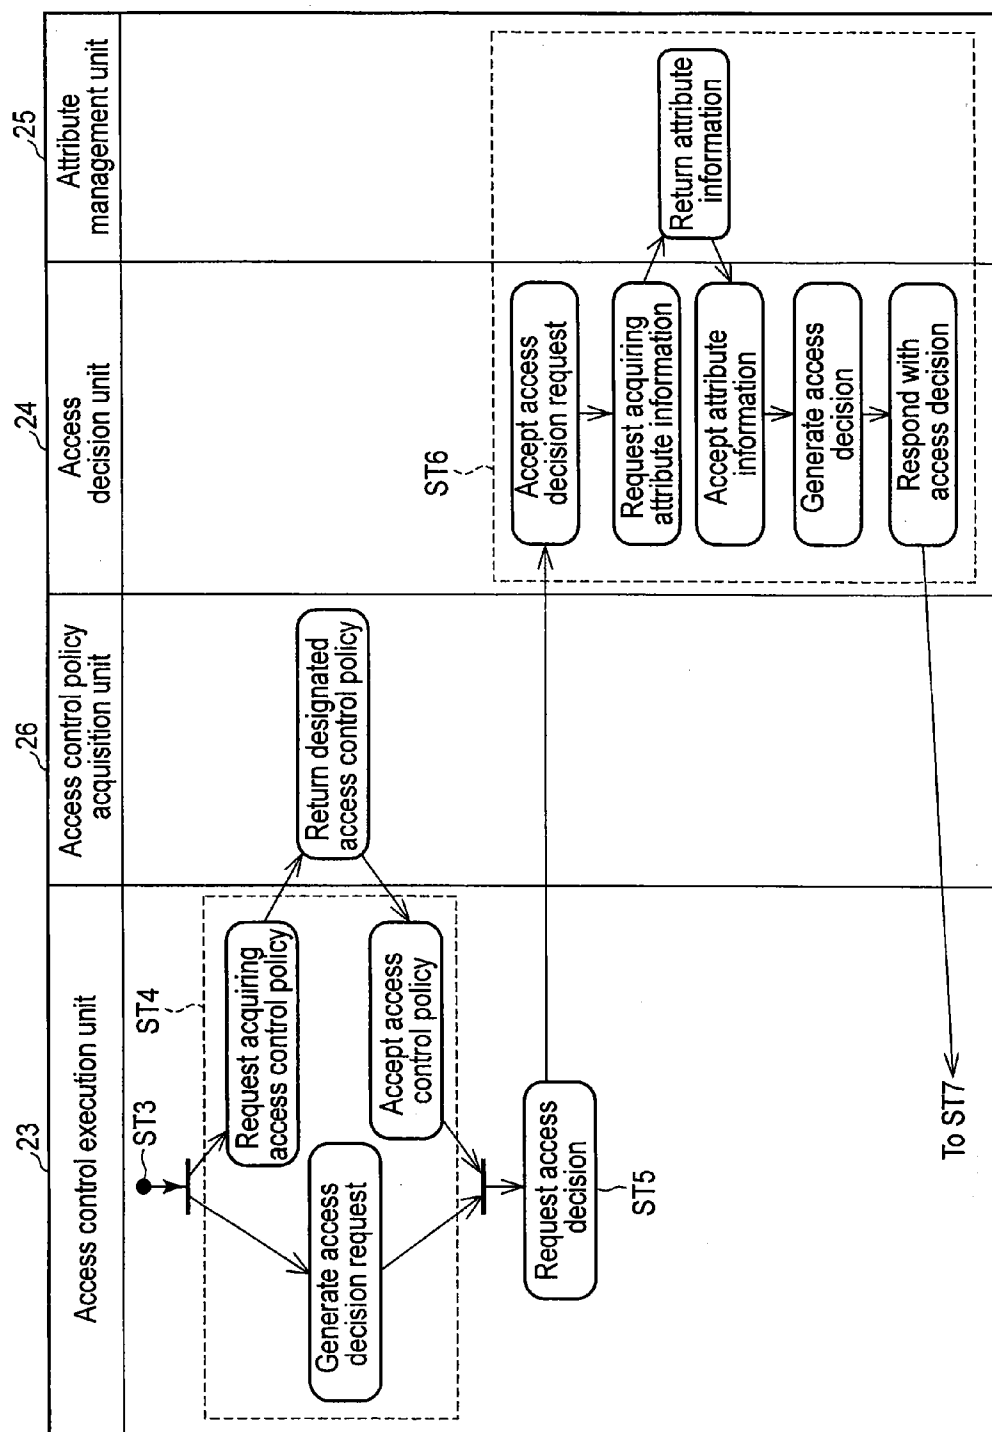 23
Access control execution unit
26
Access control policy
acquisition unit
24
Access
decision unit
25
Attribute
management unit
ST3
ST4
Request acquiring
access control policy
Return designated
access control policy
Generate access
decision request
Accept access
control policy
Request access
decision
ST5
ST6
Accept access
decision request
Request acquiring
attribute information
Return attribute
information
Accept attribute
information
Generate access
decision
Respond with
access decision
To ST7